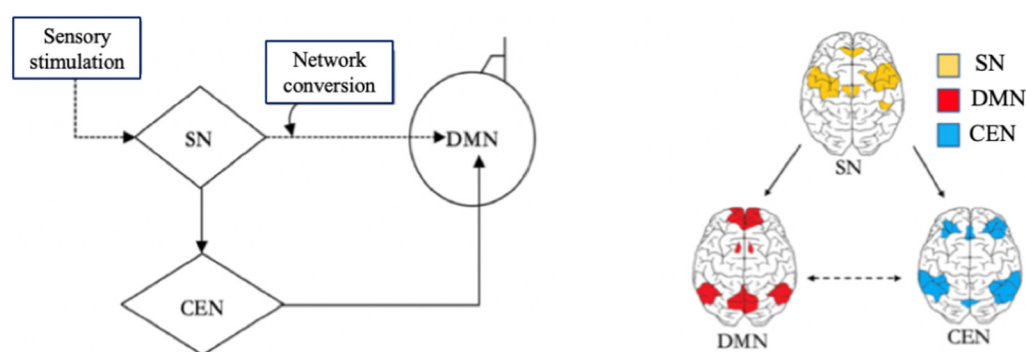 Sensory
stimulation
Network
conversion
SN
DMN
CEN
SN
DMN
CEN
SN
DMN
CEN